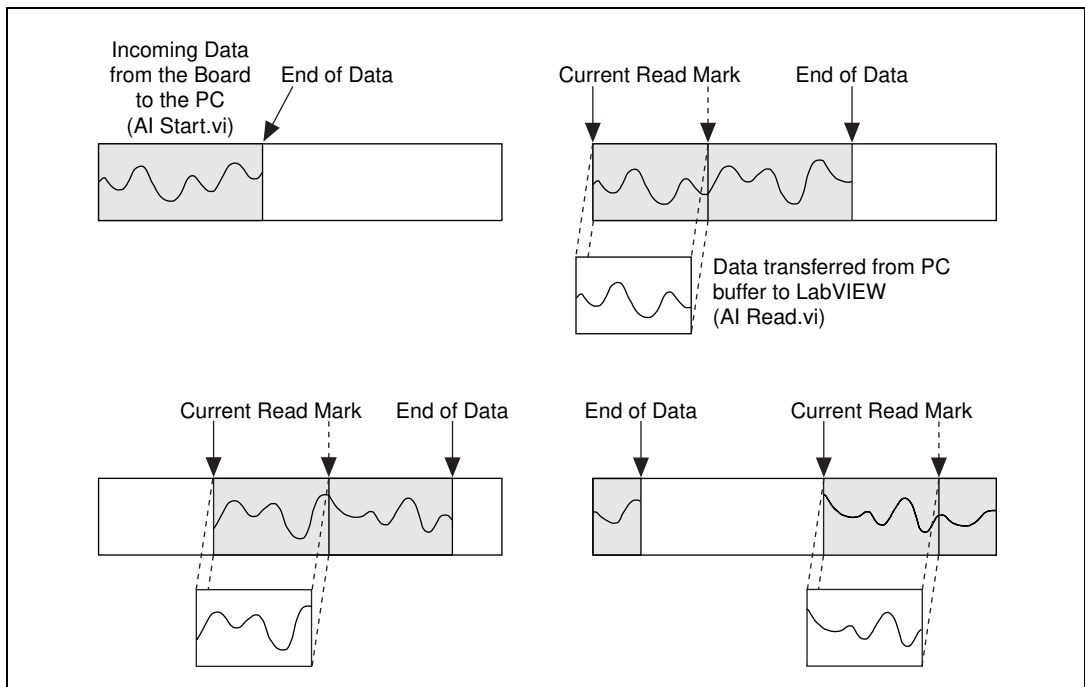 Incoming Data
from the Board
to the PC
(AI Start.vi)
End of Data
Current Read Mark
End of Data
Data transferred from PC
buffer to LabVIEW
(AI Read.vi)
Current Read Mark
End of Data
End of Data
Current Read Mark